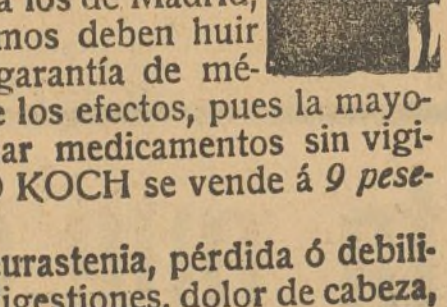 a los de Madrid,
mos deben huir
garantía de mé-
e los efectos, pues la mayo-
ar medicamentos sin vigi-
O KOCH se vende á 9 pese-
urastenia, pérdida ó debili-
igestiones, dolor de cabeza,